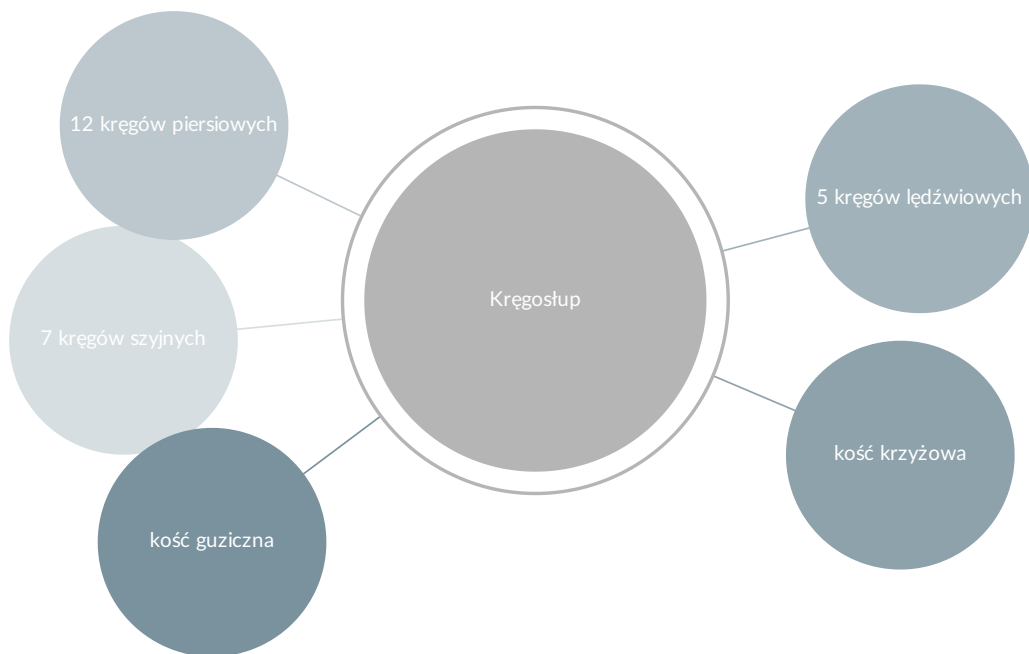 12 kręgów piersiowych
5 kręgów lędźwiowych
Kręgosłup
7 kręgów szyjnych
kość krzyżowa
kość guziczna